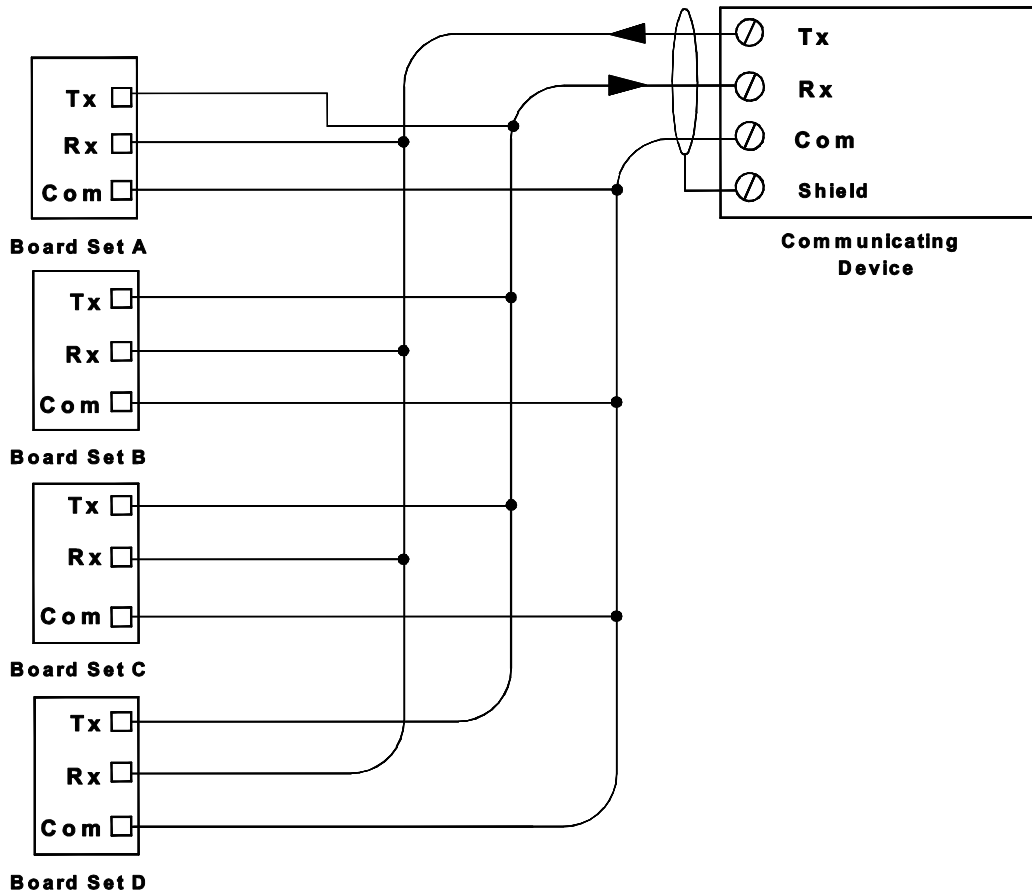 Tx
Rx
Com
Board Set A
Tx
Rx
Com
Board Set B
Tx
Rx
Com
Board Set C
Tx
Rx
Com
Board Set D
Tx
Rx
Com
Shield
Communicating
Device